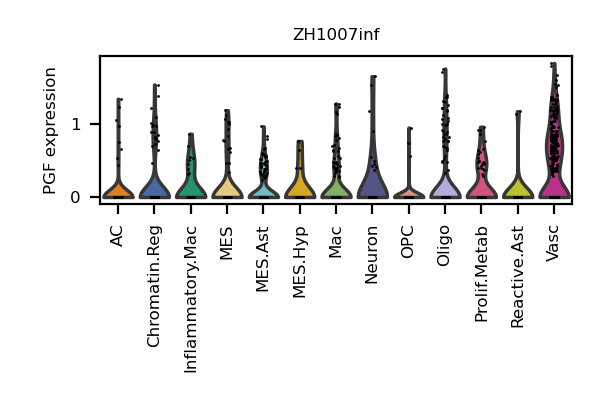 ZH1007inf
PGF expression
1
0
AC
Chromatin.Reg
Inflammatory.Mac
MES
MES.Ast
MES.Hyp
Mac
Neuron
OPC
Oligo
Prolif.Metab
Reactive.Ast
Vasc